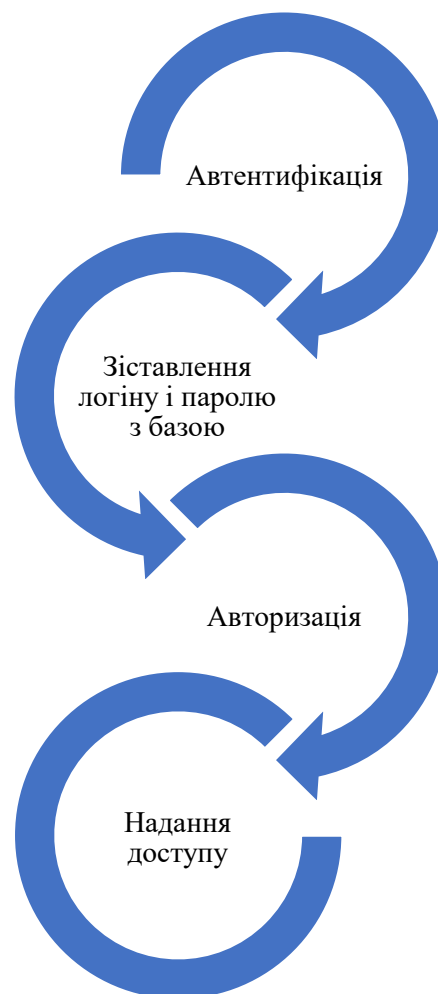 Автентифікація
Зіставлення
логіну і паролю
з базою
Авторизація
Надання
доступу